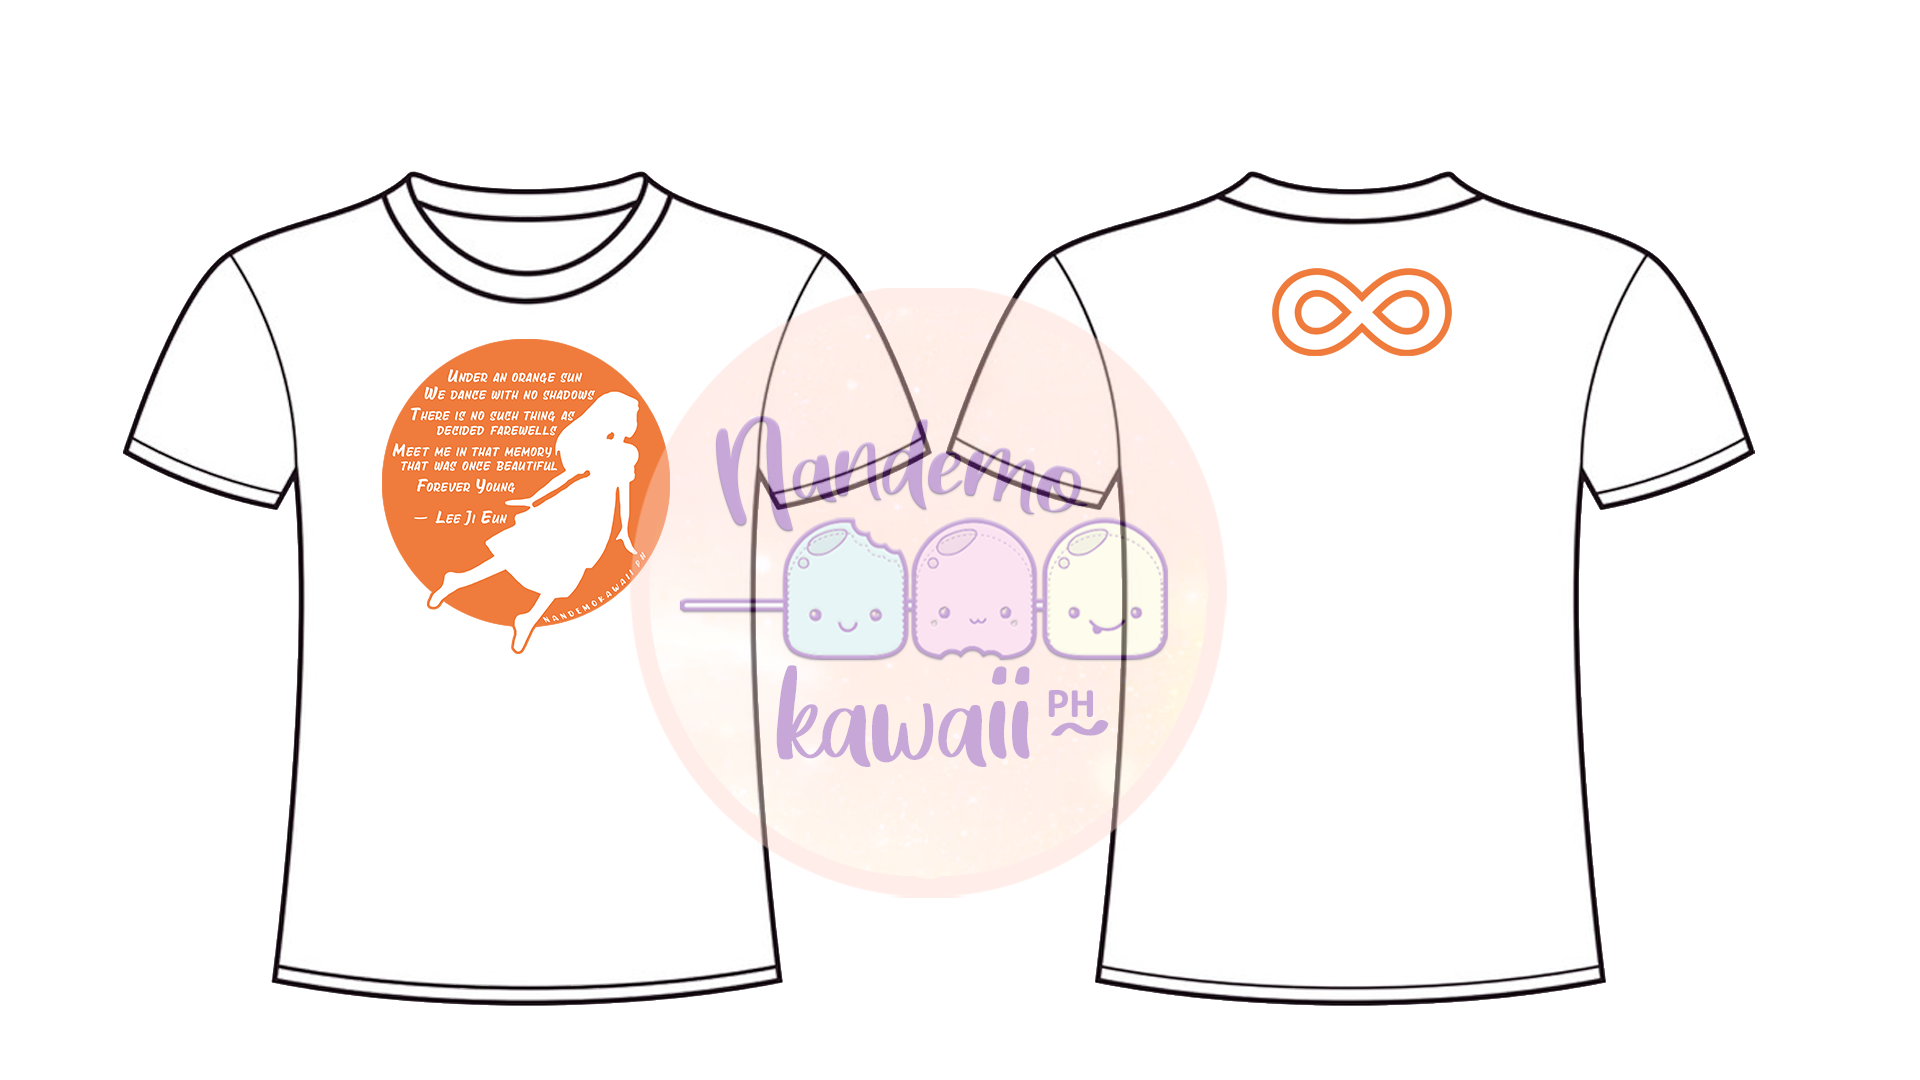 Under an orange sun
We dance with no shadows
There is no such thing as
decided farewells
Meet me in that memory
that was once beautiful
Forever Young
— Lee Ji Eun
NANDEMOKAWAII PH
Nandemo
kawaii PH